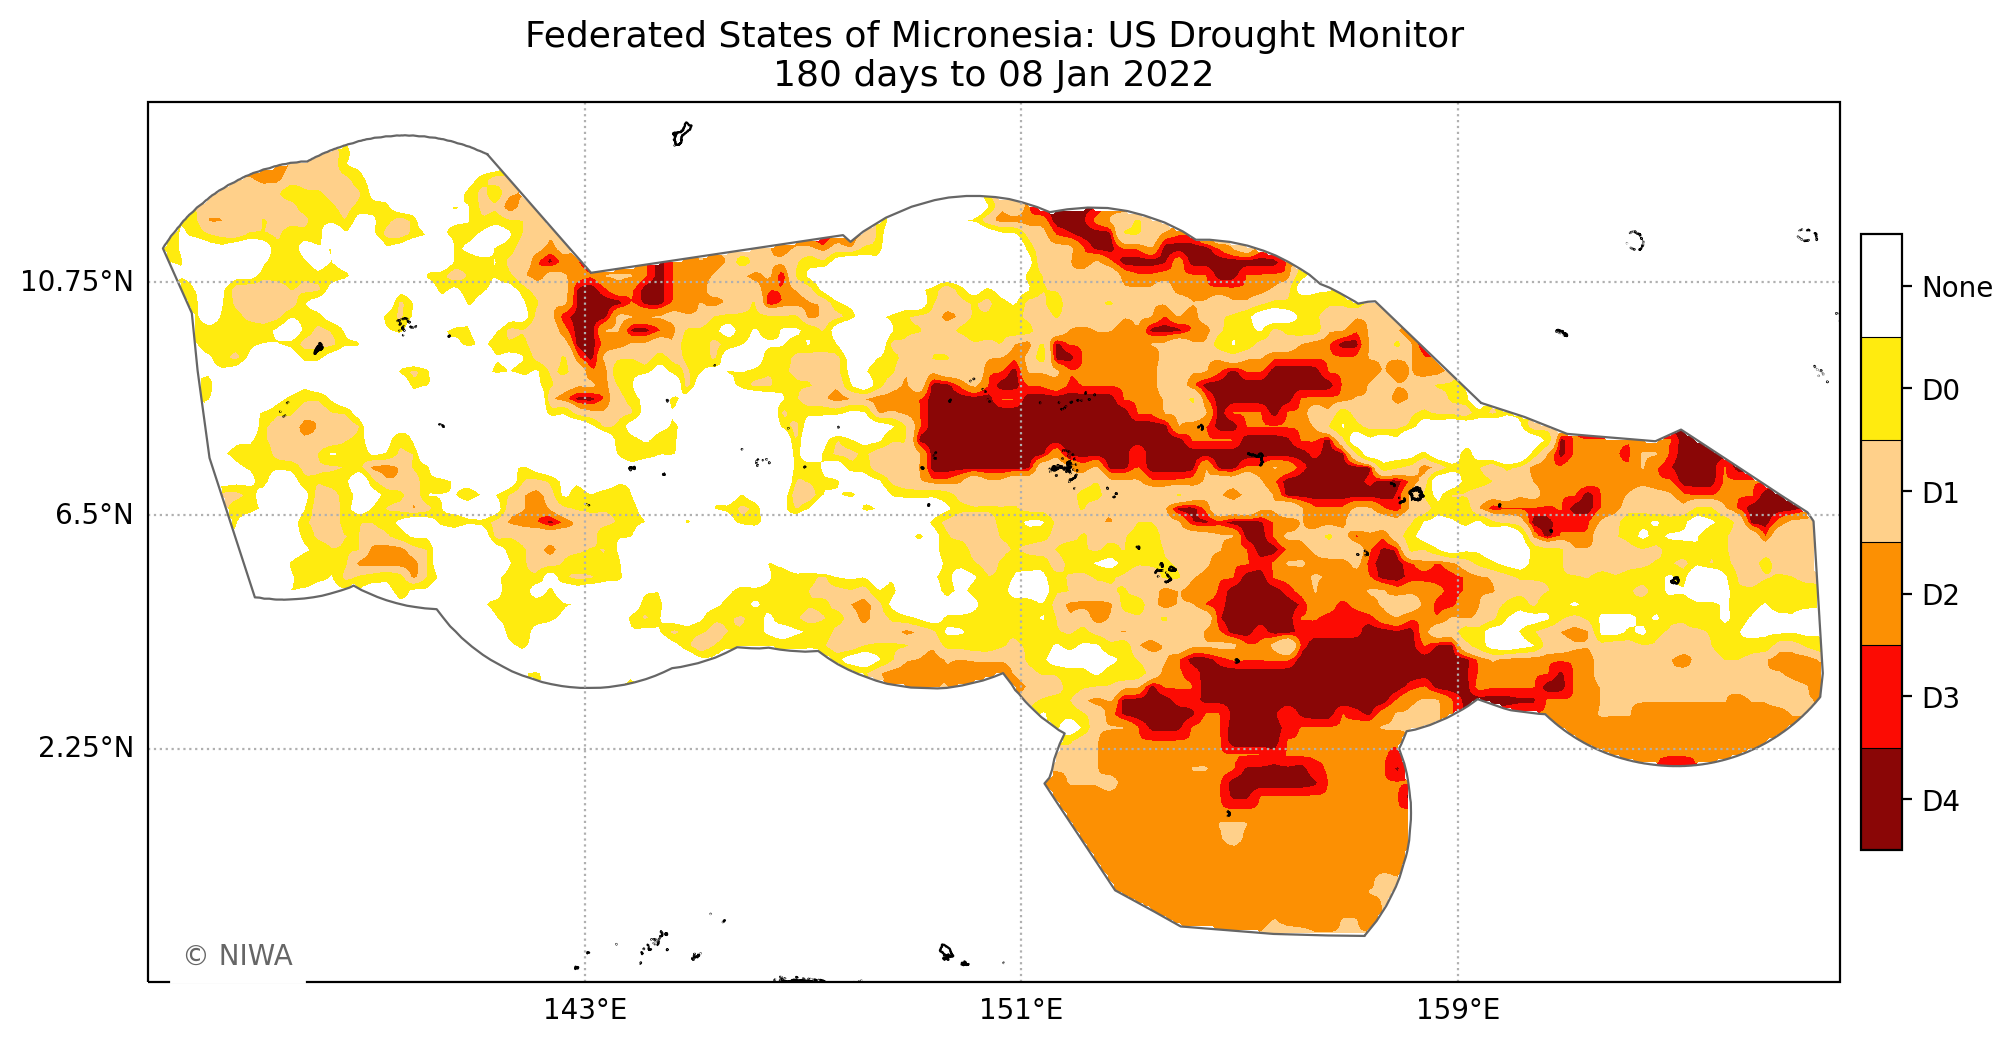 Federated States of Micronesia: US Drought Monitor
180 days to 08 Jan 2022
10.75°N
6.5°N
2.25°N
143°E
151°E
159°E
None
D0
D1
D2
D3
D4
© NIWA